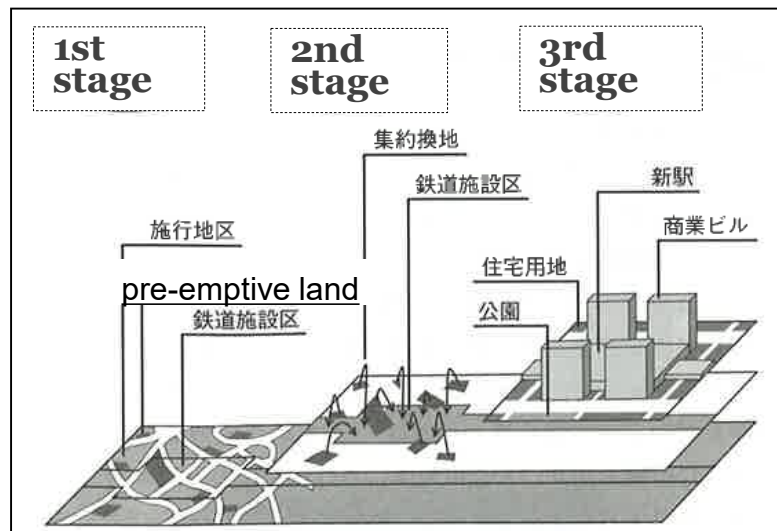 1st
stage
2nd
stage
3rd
stage
集約換地
鉄道施設区
新駅
商業ビル
施行地区
住宅用地
pre-emptive land
公園
鉄道施設区